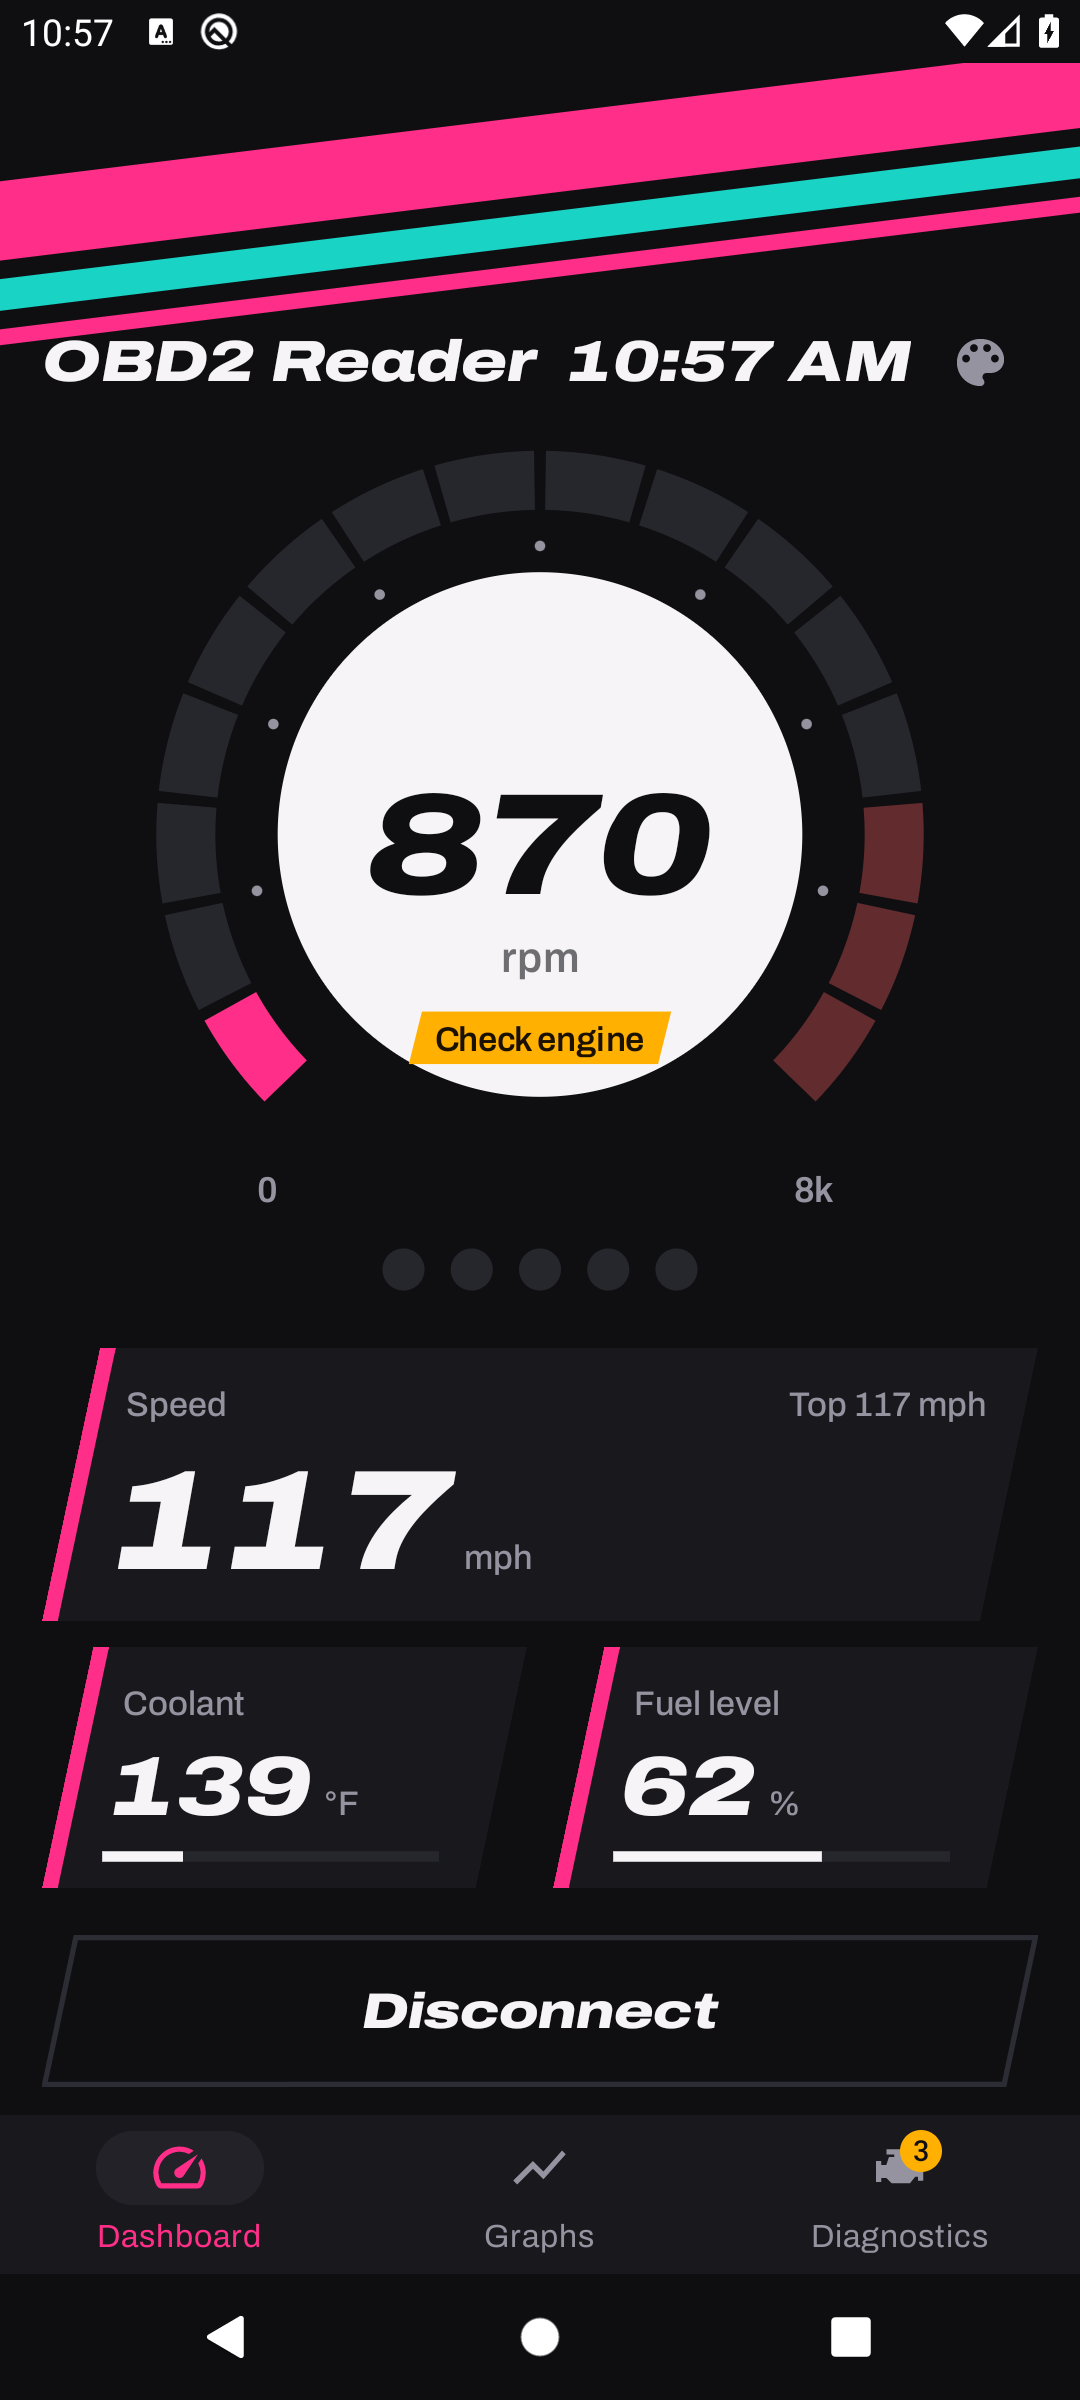 10:57
OBD2 Reader 10:57 AM
870
rpm
Check engine
0
8k
Speed
Top 117 mph
117 mph
Coolant
139 °F
Fuel level
62 %
Disconnect
3
Dashboard
Graphs
Diagnostics